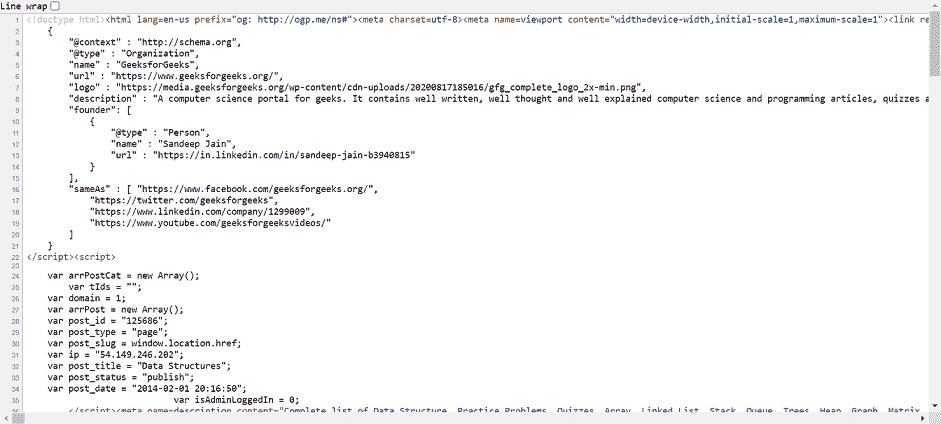 Line wrap
1 <!doctype html><html lang=en-us prefix="og: http://ogp.me/ns#"><meta charset=utf-8><meta name=viewport content="width=device-width,initial-scale=1,maximum-scale=1"><link re
2 {
3 "@context" : "http://schema.org",
4 "@type" : "Organization",
5 "name" : "GeeksforGeeks",
6 "url" : "https://www.geeksforgeeks.org/",
7 "logo" : "https://media.geeksforgeeks.org/wp-content/cdn-uploads/20200817185016/gfg_complete_logo_2x-min.png",
8 "description" : "A computer science portal for geeks. It contains well written, well thought and well explained computer science and programming articles, quizzes a
9 "founder": [
10 {
11 "@type" : "Person",
12 "name" : "Sandeep Jain",
13 "url" : "https://in.linkedin.com/in/sandeep-jain-b3940815"
14 }
15 ],
16 "sameAs" : [ "https://www.facebook.com/geeksforgeeks.org/",
17 "https://twitter.com/geeksforgeeks",
18 "https://www.linkedin.com/company/1299009",
19 "https://www.youtube.com/geeksforgeeksvideos/"
20 ]
21 }
22 </script><script>
23
24 var arrPostCat = new Array();
25 var tIds = "";
26 var domain = 1;
27 var arrPost = new Array();
28 var post_id = "125686";
29 var post_type = "page";
30 var post_slug = window.location.href;
31 var ip = "54.149.246.202";
32 var post_title = "Data Structures";
33 var post_status = "publish";
34 var post_date = "2014-02-01 20:16:50";
35 var isAdminLoggedIn = 0;
36 </script><meta name=description content="Complete list of Data Structure, Practice Problems, Quizzes, Array, Linked List, Stack, Queue, Trees, Heap, Graph, Matrix